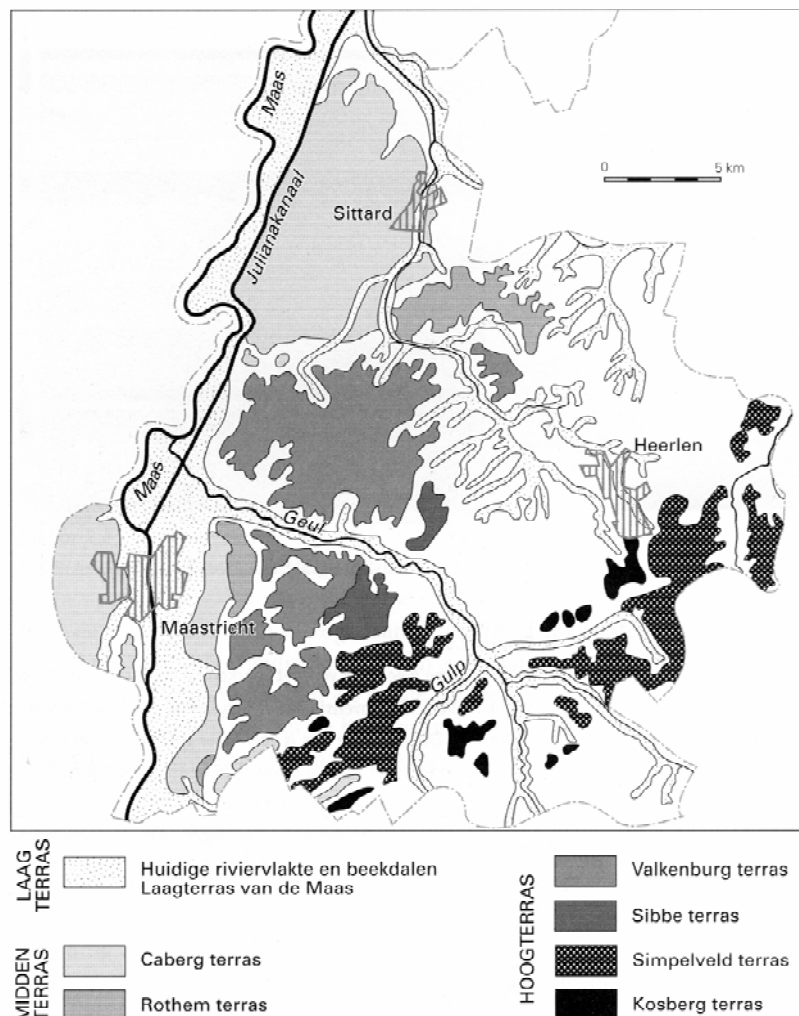 Maas
Julianakanaal
0 5 km
Sittard
Heerlen
Maas
Geul
Maastricht
Gulp
LAAG
TERRAS
Huidige riviervlakte en beekdalen
Laagterras van de Maas
MIDDEN
TERRAS
Caberg terras
Rothem terras
HOOGTERRAS
Valkenburg terras
Sibbe terras
Simpelveld terras
Kosberg terras